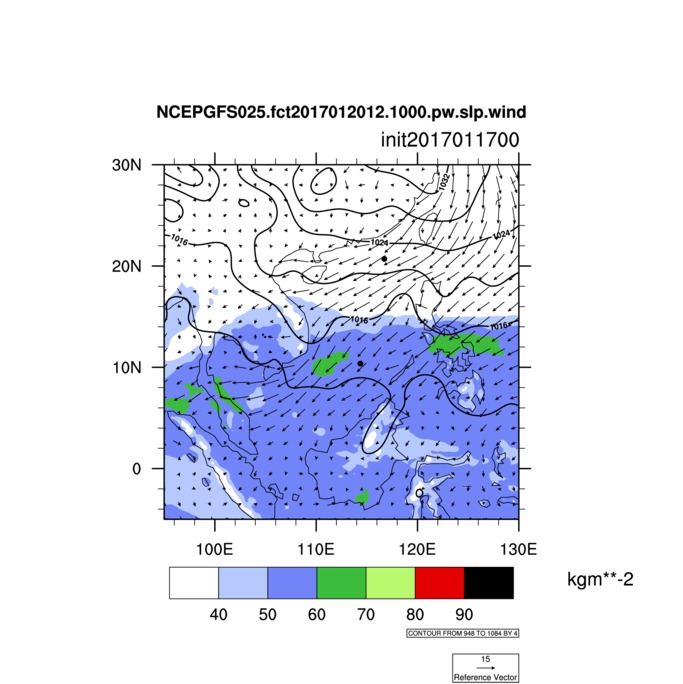 NCEPGFS025.fct2017012012.1000.pw.slp.wind
init2017011700
30N
1032
1024
1024
1016
20N
1016
1016
10N
0
100E 110E 120E 130E
kgm**-2
40 50 60 70 80 90
CONTOUR FROM 948 TO 1084 BY 4
15
Reference Vector